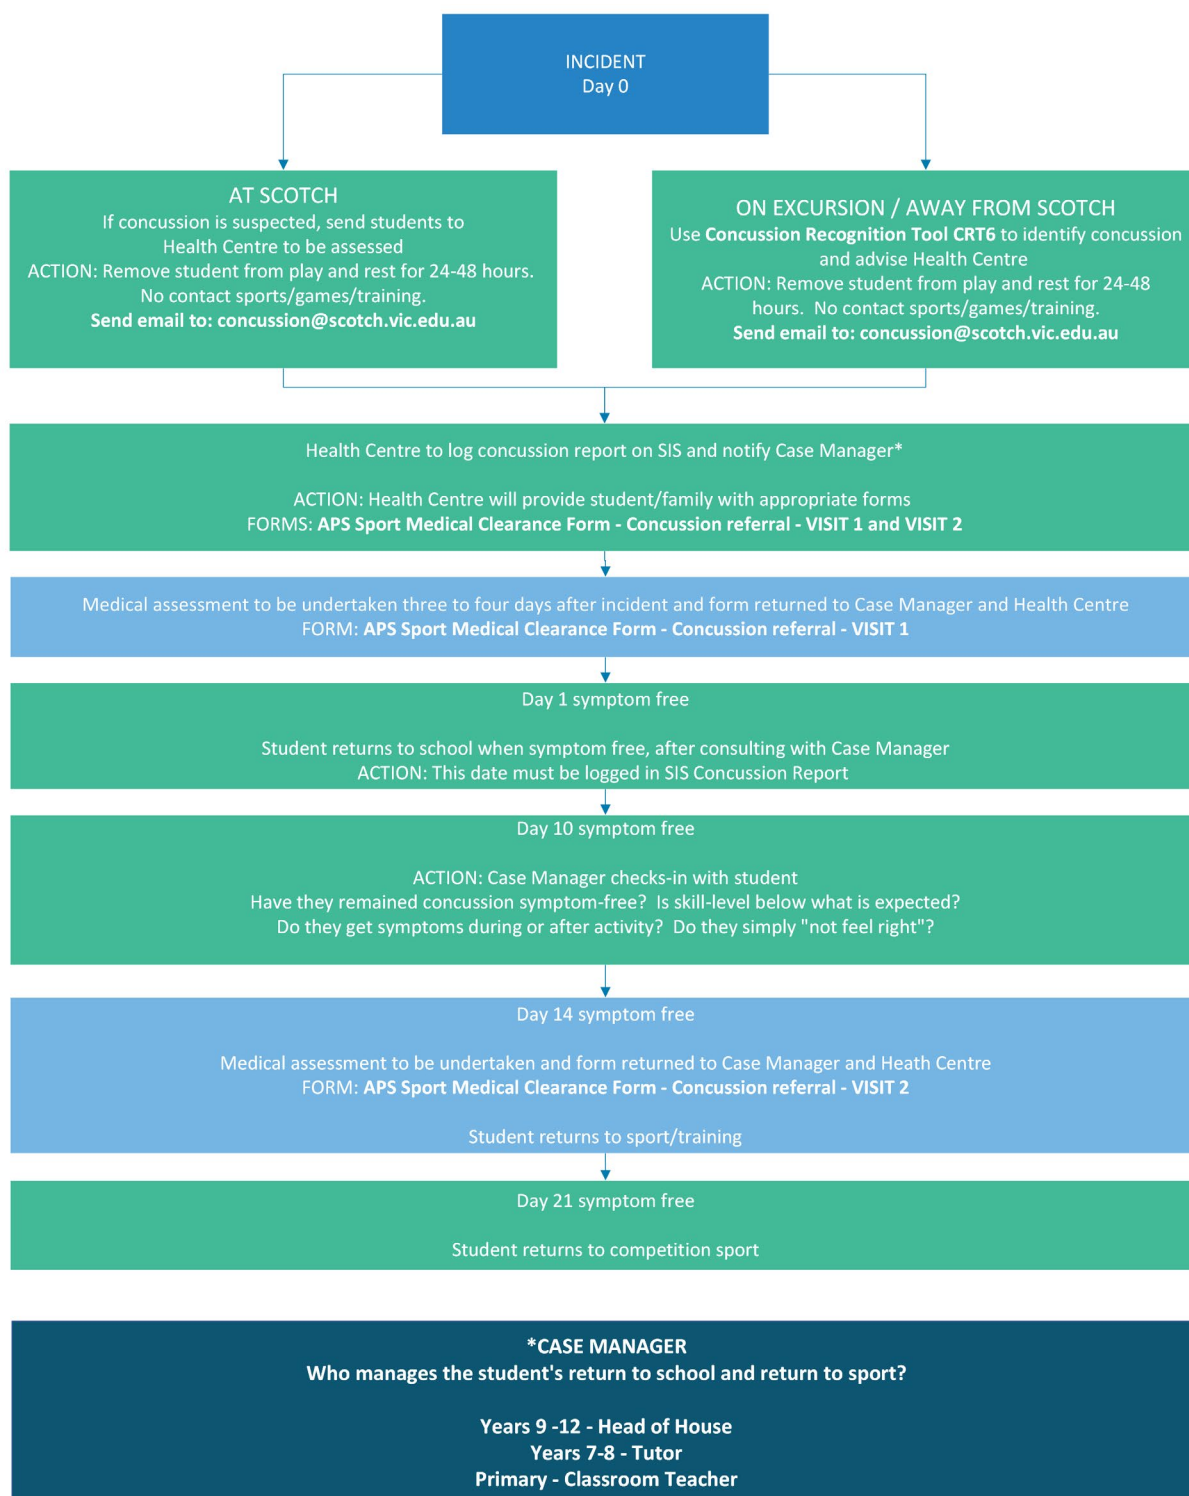 INCIDENT
Day 0
AT SCOTCH
If concussion is suspected, send students to
Health Centre to be assessed
ACTION: Remove student from play and rest for 24-48 hours.
No contact sports/games/training.
Send email to: concussion@scotch.vic.edu.au
ON EXCURSION / AWAY FROM SCOTCH
Use Concussion Recognition Tool CRT6 to identify concussion
and advise Health Centre
ACTION: Remove student from play and rest for 24-48
hours.  No contact sports/games/training.
Send email to: concussion@scotch.vic.edu.au
Health Centre to log concussion report on SIS and notify Case Manager*
ACTION: Health Centre will provide student/family with appropriate forms
FORMS: APS Sport Medical Clearance Form - Concussion referral - VISIT 1 and VISIT 2
Medical assessment to be undertaken three to four days after incident and form returned to Case Manager and Health Centre
FORM: APS Sport Medical Clearance Form - Concussion referral - VISIT 1
Day 1 symptom free
Student returns to school when symptom free, after consulting with Case Manager
ACTION: This date must be logged in SIS Concussion Report
Day 10 symptom free
ACTION: Case Manager checks-in with student
Have they remained concussion symptom-free?  Is skill-level below what is expected?
Do they get symptoms during or after activity?  Do they simply "not feel right"?
Day 14 symptom free
Medical assessment to be undertaken and form returned to Case Manager and Heath Centre
FORM: APS Sport Medical Clearance Form - Concussion referral - VISIT 2
Student returns to sport/training
Day 21 symptom free
Student returns to competition sport
*CASE MANAGER
Who manages the student's return to school and return to sport?
Years 9 -12 - Head of House
Years 7-8 - Tutor
Primary - Classroom Teacher